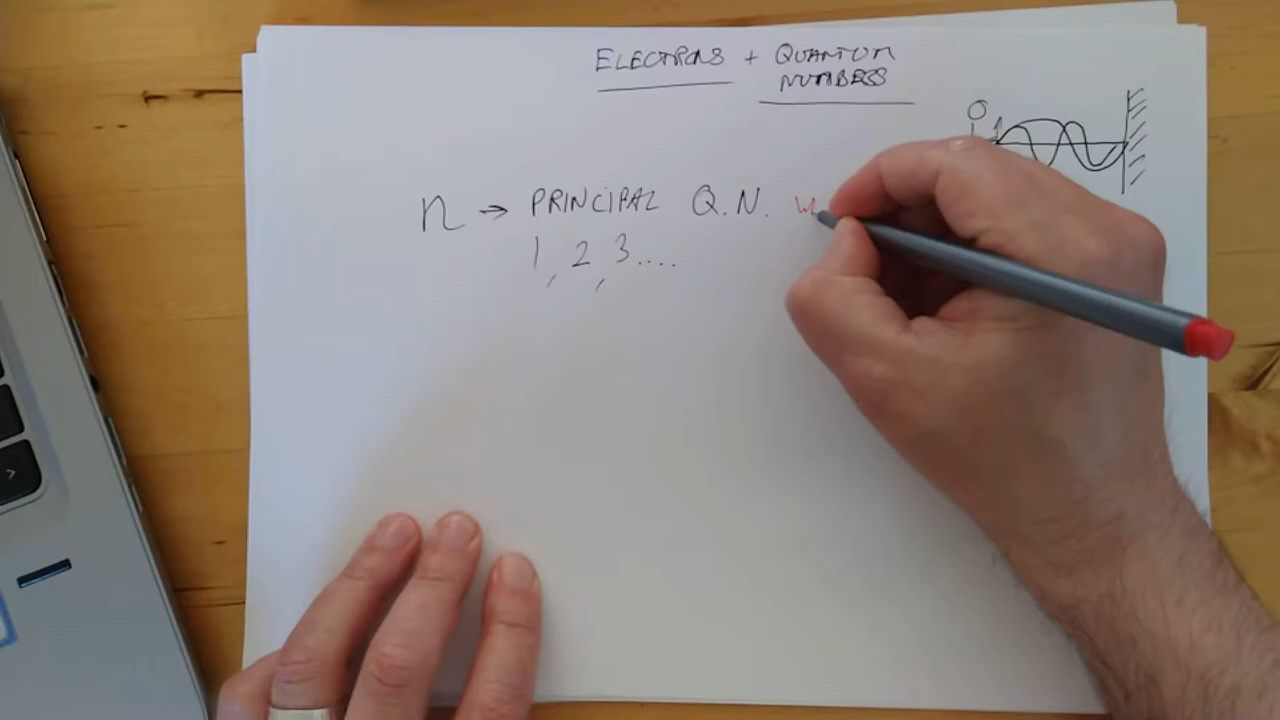 ELECTRONS + QUANTUM
NUMBERS
n → PRINCIPAL Q.N.
1, 2, 3....